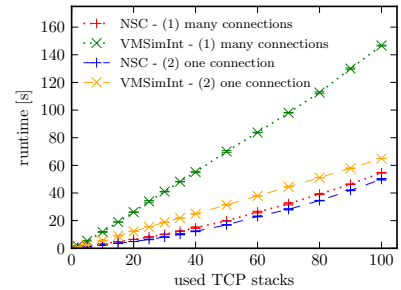 NSC - (1) many connections
VMSimInt - (1) many connections
NSC - (2) one connection
VMSimInt - (2) one connection
runtime [s]
160
140
120
100
80
60
40
20
0
0 20 40 60 80 100
used TCP stacks